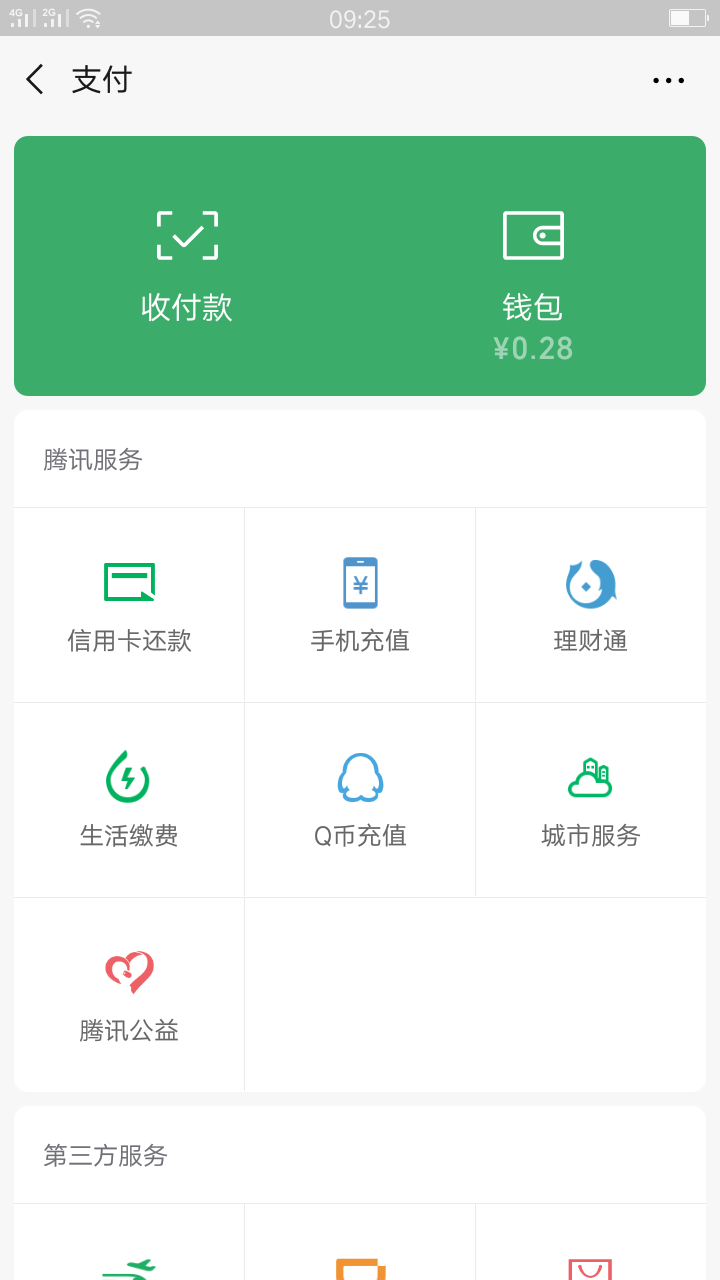 4G 2G 09:25
支付
收付款 钱包
¥0.28
腾讯服务
信用卡还款 手机充值 理财通
生活缴费 Q币充值 城市服务
腾讯公益
第三方服务